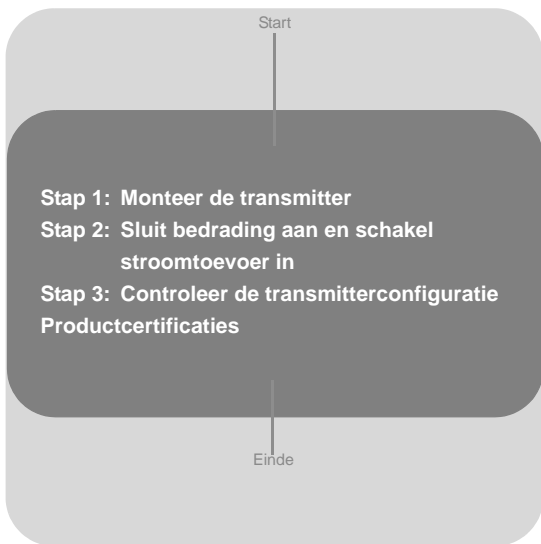 Start
Stap 1: Monteer de transmitter
Stap 2: Sluit bedrading aan en schakel
stroomtoevoer in
Stap 3: Controleer de transmitterconfiguratie
Productcertificaties
Einde